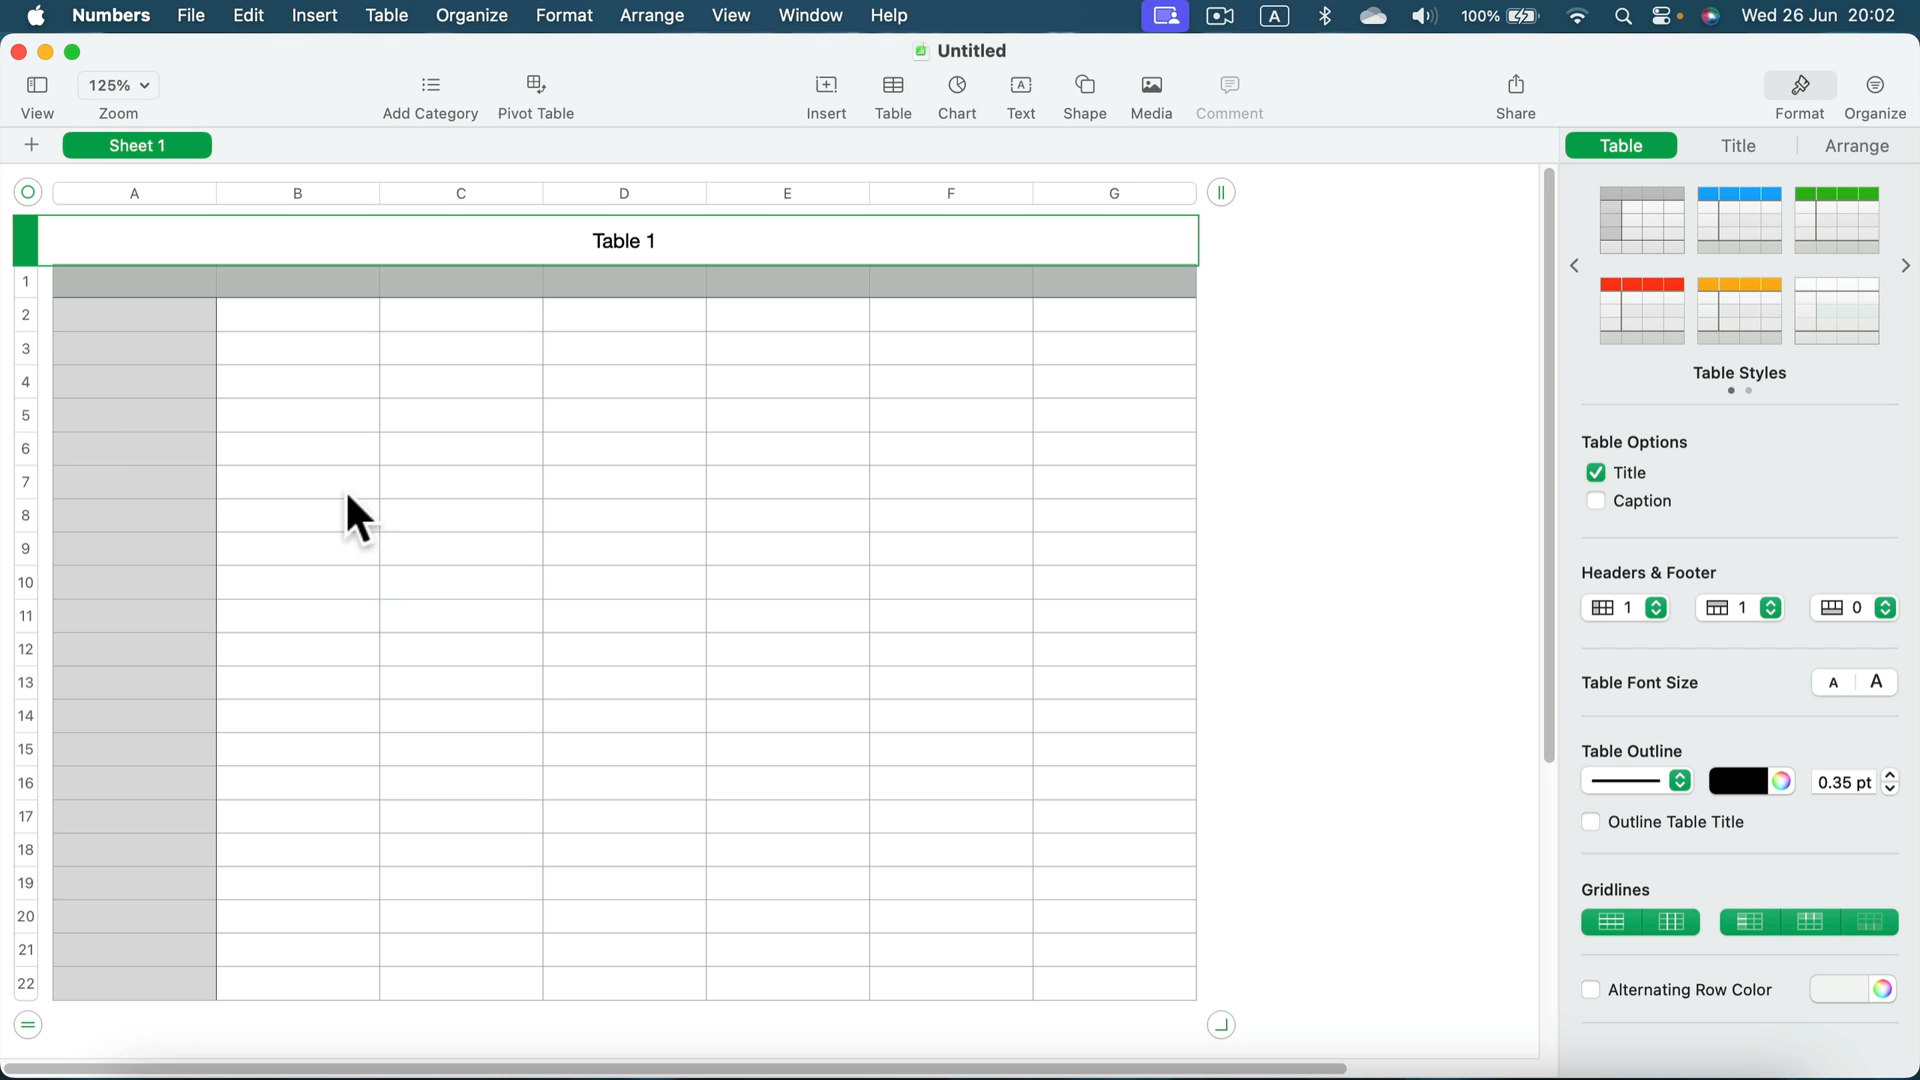 Numbers File Edit Insert Table Organize Format Arrange View Window Help A 100% Wed 26 Jun 20:02
Untitled
125%
View Zoom Add Category Pivot Table Insert Table Chart Text Shape Media Comment Share Format Organize
+ Sheet 1 Table Title Arrange
A B C D E F G
Table 1
1
2
3
4
5
6
7
8
9
10
11
12
13
14
15
16
17
18
19
20
21
22
Table Styles
Table Options
Title
Caption
Headers & Footer
1 1 0
Table Font Size A A
Table Outline
0.35 pt
Outline Table Title
Gridlines
Alternating Row Color